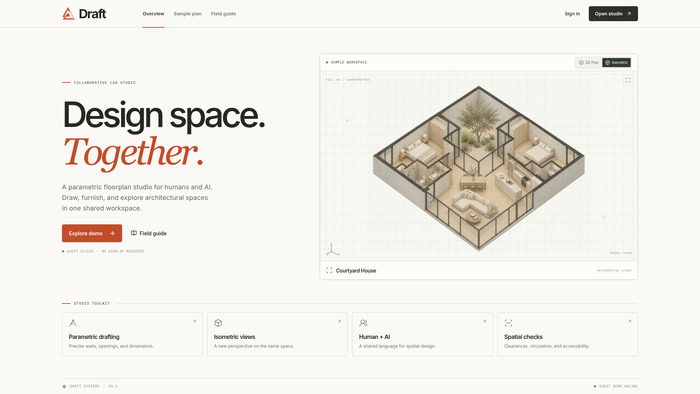 Draft
Overview
Sample plan
Field guide
Sign in
Open studio
COLLABORATIVE CAD STUDIO
Design space.
Together.
A parametric floorplan studio for humans and AI.
Draw, furnish, and explore architectural spaces
in one shared workspace.
Explore demo
Field guide
GUEST ACCESS · NO SIGN-UP REQUIRED
SAMPLE WORKSPACE
2D Plan
Isometric
FIG. 01 / AXONOMETRIC
Courtyard House
STUDIO TOOLKIT
Parametric drafting
Precise walls, openings, and dimensions.
Isometric views
A new perspective on the same space.
Human + AI
A shared language for spatial design.
Spatial checks
Clearances, circulation, and accessibility.
DRAFT SYSTEMS
GUEST DEMO ONLINE